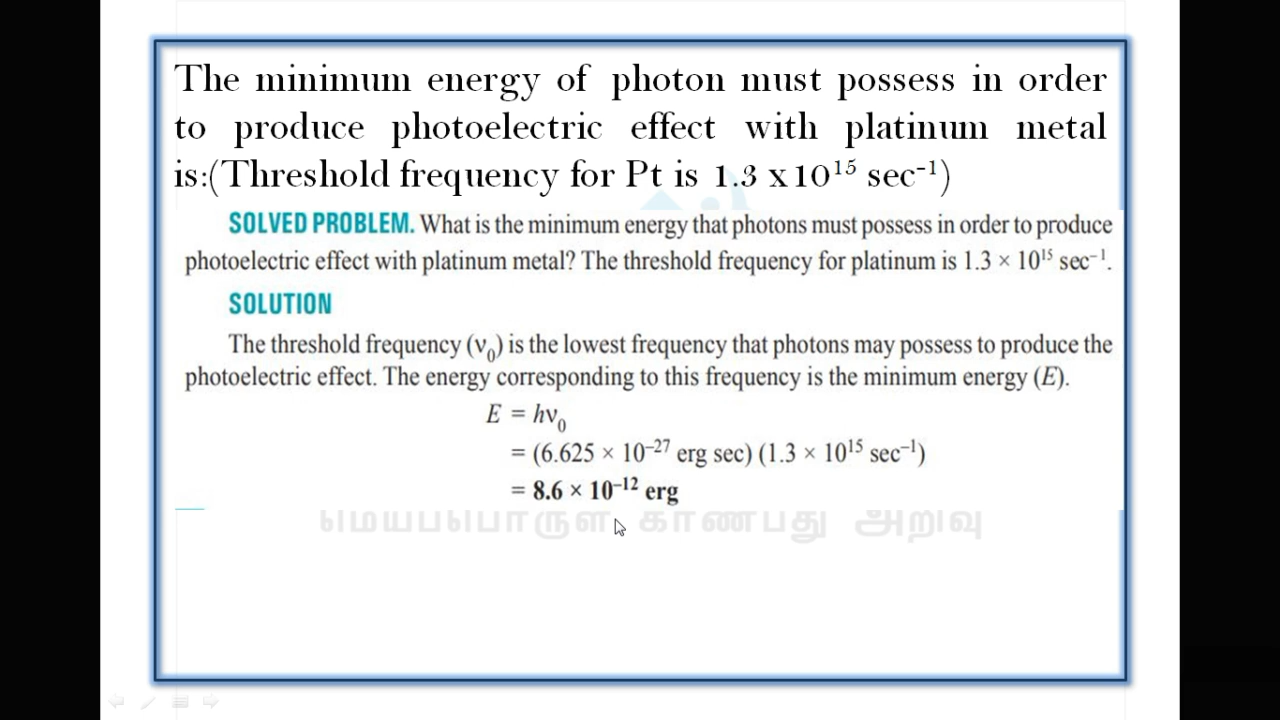 The minimum energy of photon must possess in order
to produce photoelectric effect with platinum metal
is:(Threshold frequency for Pt is 1.3 x10¹⁵ sec⁻¹)
SOLVED PROBLEM. What is the minimum energy that photons must possess in order to produce
photoelectric effect with platinum metal? The threshold frequency for platinum is 1.3 × 10¹⁵ sec⁻¹.
SOLUTION
The threshold frequency (ν₀) is the lowest frequency that photons may possess to produce the
photoelectric effect. The energy corresponding to this frequency is the minimum energy (E).
E = hν₀
= (6.625 × 10⁻²⁷ erg sec) (1.3 × 10¹⁵ sec⁻¹)
= 8.6 × 10⁻¹² erg
மெய்ப்பொருள் காண்பது அறிவு